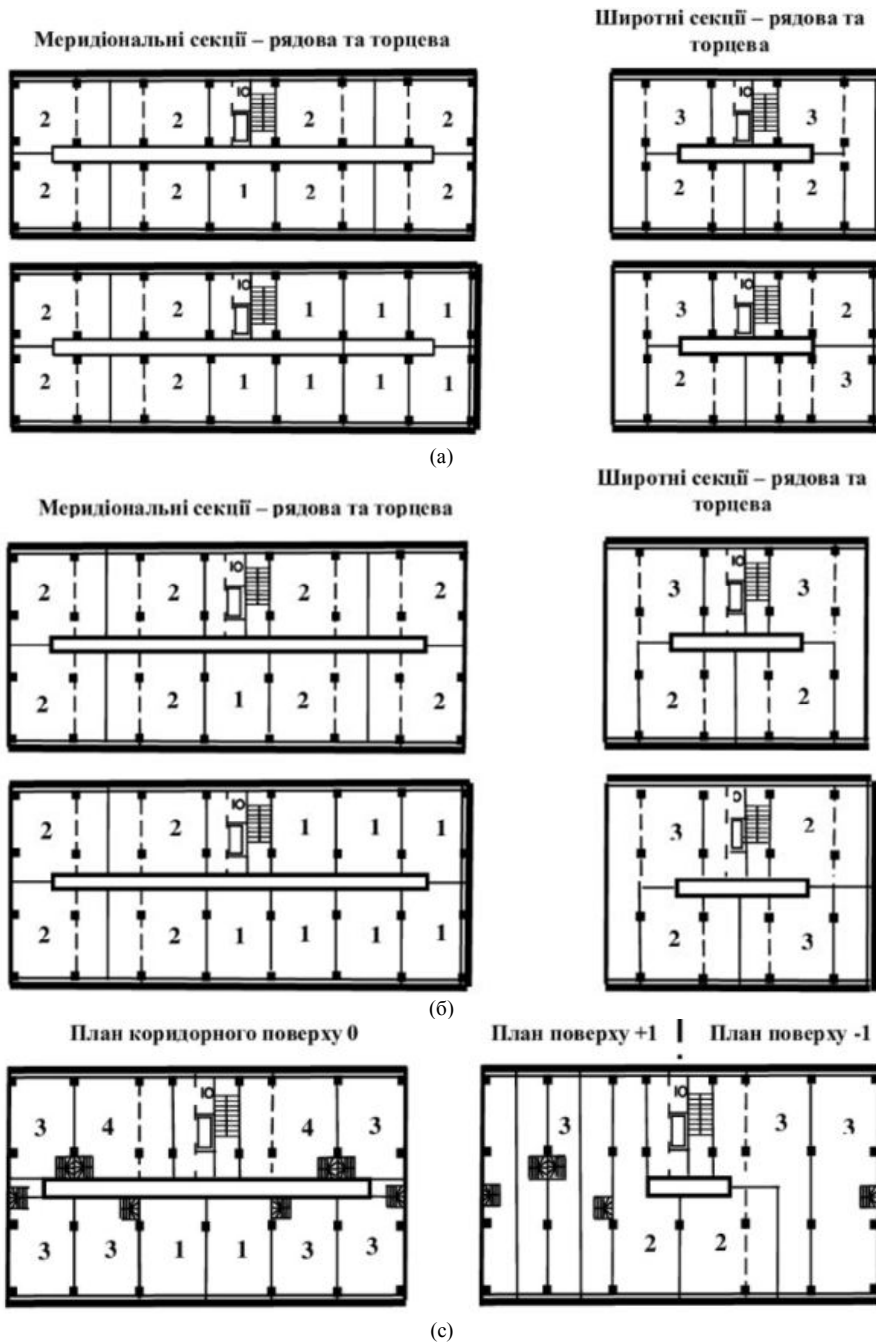 Меридіональні секції – рядова та торцева
Широтні секції – рядова та
торцева
2 2 2 2
2 2 1 2 2
3 3
2 2
2 2 1 1 1
2 2 1 1 1 1
3 2
2 3
(а)
Меридіональні секції – рядова та торцева
Широтні секції – рядова та
торцева
2 2 2 2
2 2 1 2 2
3 3
2 2
2 2 1 1 1
2 2 1 1 1 1
3 2
2 3
(б)
План коридорного поверху 0
План поверху +1
План поверху -1
3 4 4 3
3 3 1 1 3 3
3 3 3
2 2
(с)